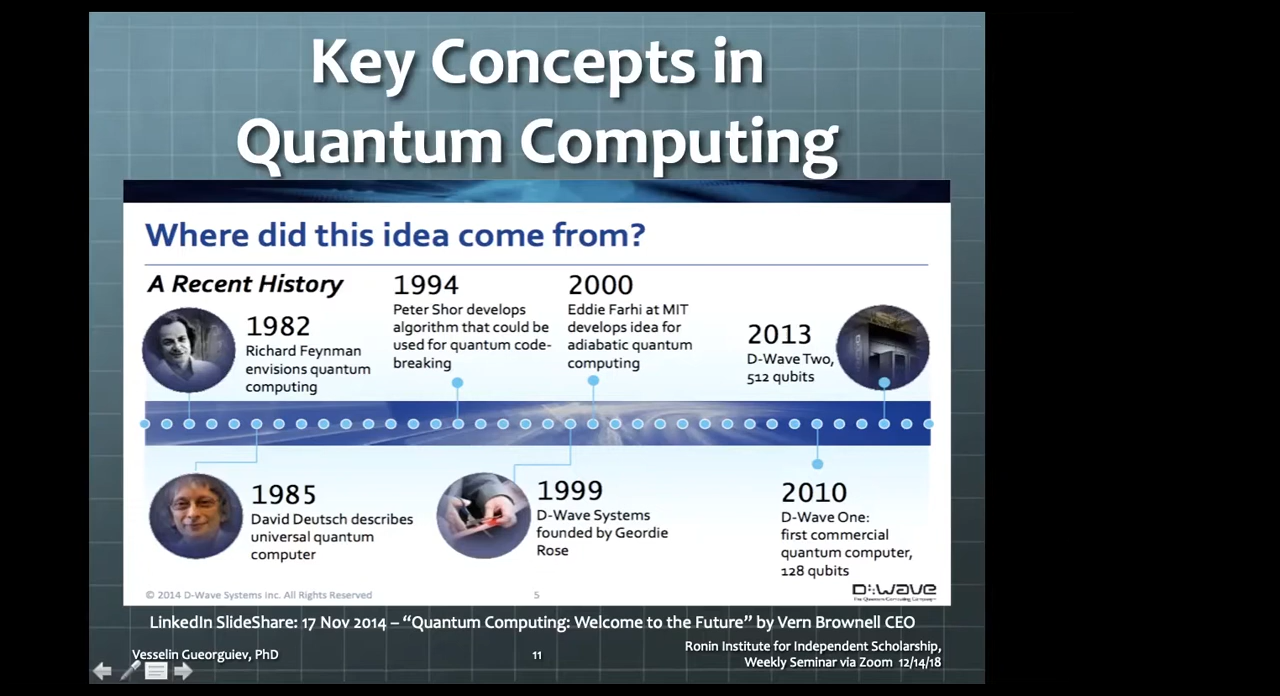 Key Concepts in
Quantum Computing
Where did this idea come from?
A Recent History
1982
Richard Feynman
envisions quantum
computing
1994
Peter Shor develops
algorithm that could be
used for quantum code-
breaking
2000
Eddie Farhi at MIT
develops idea for
adiabatic quantum
computing
2013
D-Wave Two,
512 qubits
1985
David Deutsch describes
universal quantum
computer
1999
D-Wave Systems
founded by Geordie
Rose
2010
D-Wave One:
first commercial
quantum computer,
128 qubits
© 2014 D-Wave Systems Inc. All Rights Reserved
5
D:wave
The Quantum Computing Company
LinkedIn SlideShare: 17 Nov 2014 – “Quantum Computing: Welcome to the Future” by Vern Brownell CEO
Vesselin Gueorguiev, PhD
11
Ronin Institute for Independent Scholarship,
Weekly Seminar via Zoom 12/14/18